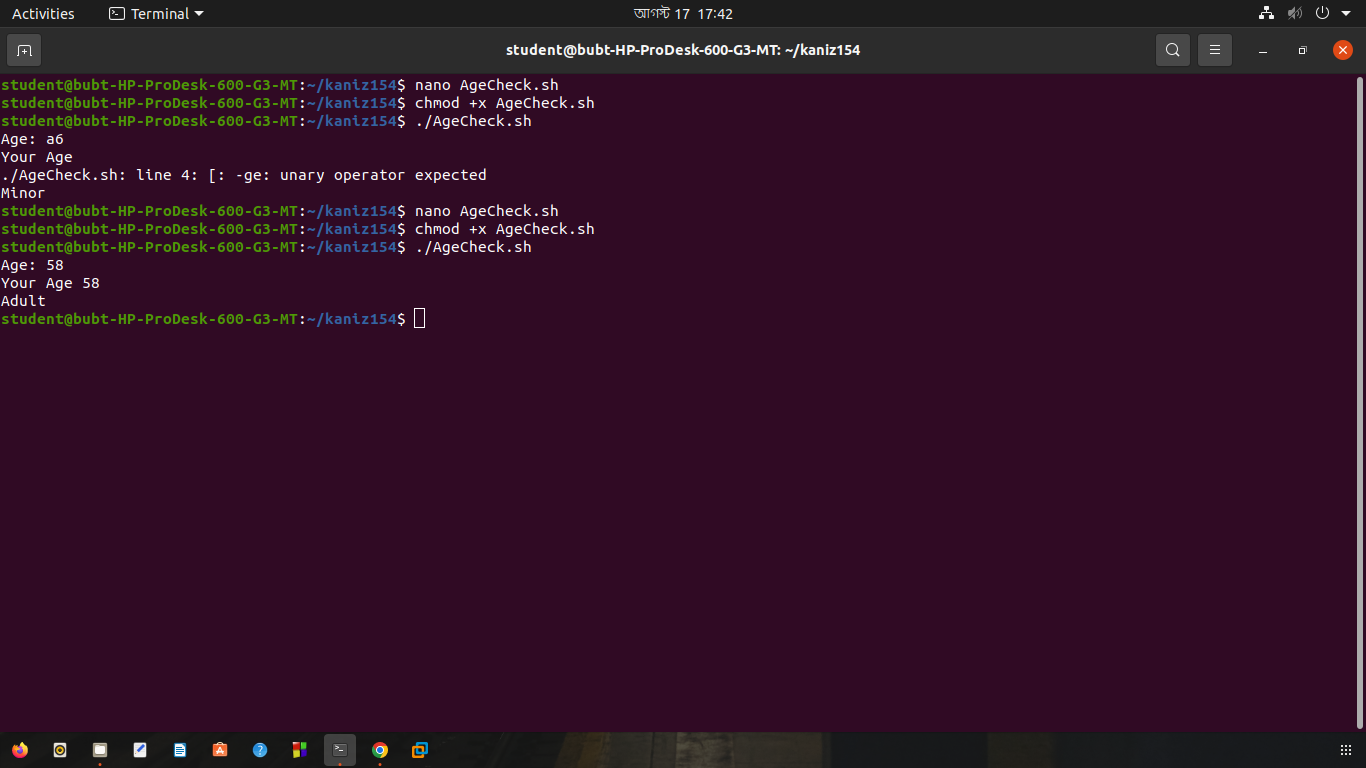 Activities Terminal আগস্ট 17 17:42
student@bubt-HP-ProDesk-600-G3-MT: ~/kaniz154
student@bubt-HP-ProDesk-600-G3-MT:~/kaniz154$ nano AgeCheck.sh
student@bubt-HP-ProDesk-600-G3-MT:~/kaniz154$ chmod +x AgeCheck.sh
student@bubt-HP-ProDesk-600-G3-MT:~/kaniz154$ ./AgeCheck.sh
Age: a6
Your Age
./AgeCheck.sh: line 4: [: -ge: unary operator expected
Minor
student@bubt-HP-ProDesk-600-G3-MT:~/kaniz154$ nano AgeCheck.sh
student@bubt-HP-ProDesk-600-G3-MT:~/kaniz154$ chmod +x AgeCheck.sh
student@bubt-HP-ProDesk-600-G3-MT:~/kaniz154$ ./AgeCheck.sh
Age: 58
Your Age 58
Adult
student@bubt-HP-ProDesk-600-G3-MT:~/kaniz154$